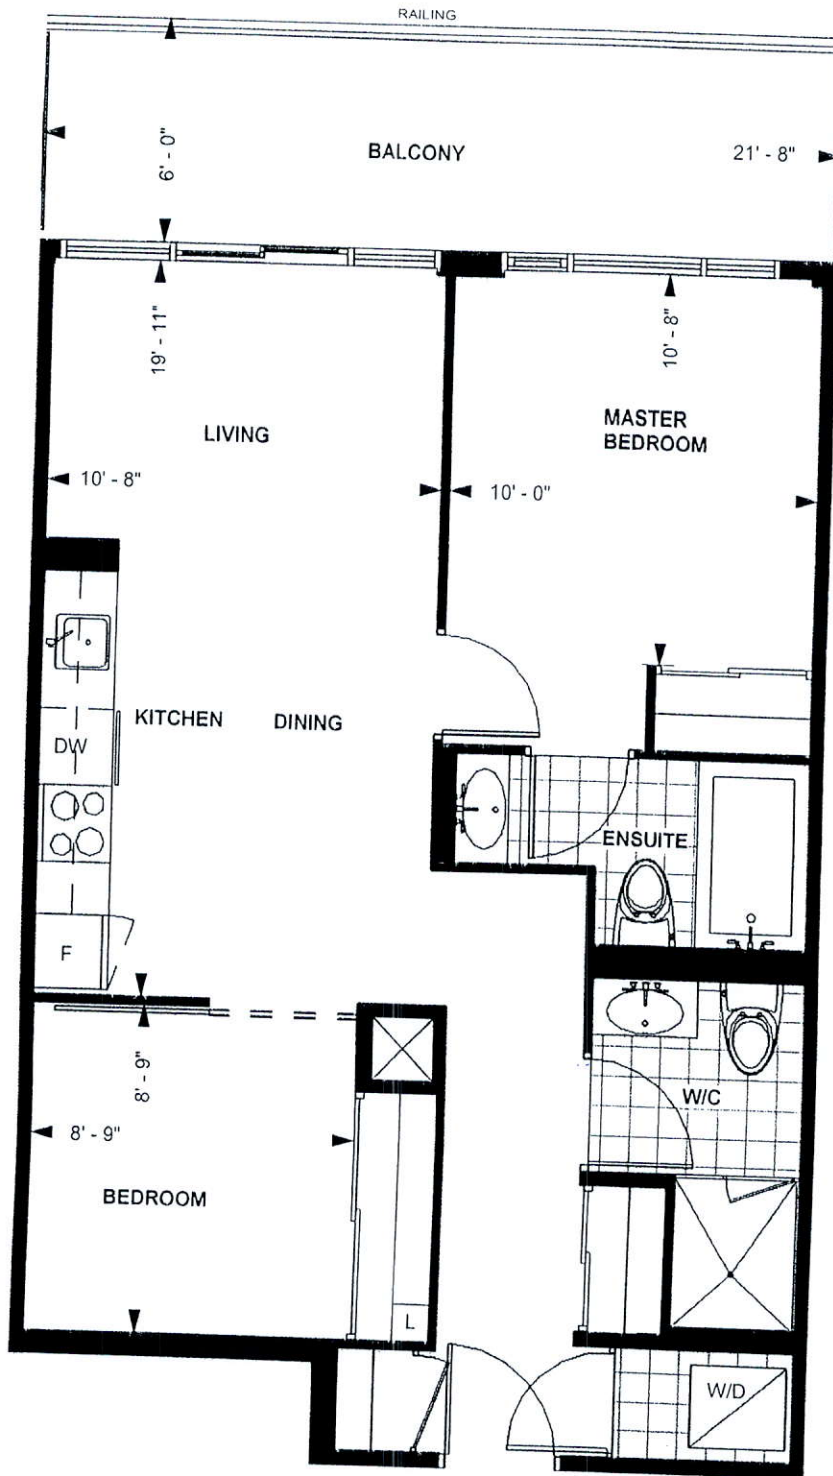 RAILING
6' - 0"
BALCONY
21' - 8"
19' - 11"
10' - 8"
LIVING
MASTER
BEDROOM
10' - 8"
10' - 0"
KITCHEN
DINING
DW
ENSUITE
F
8' - 9"
W/C
8' - 9"
BEDROOM
L
W/D